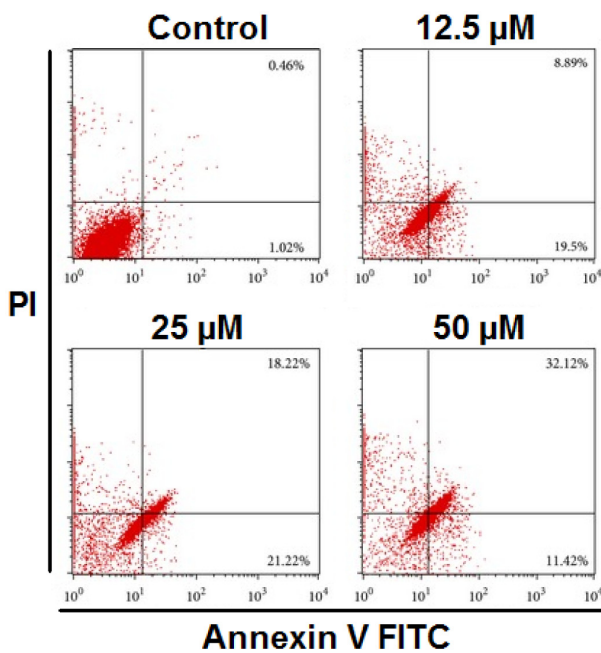 Control
12.5 µM
0.46%
8.89%
1.02%
19.5%
10⁰ 10¹ 10² 10³ 10⁴
10⁰ 10¹ 10² 10³ 10⁴
PI
25 µM
50 µM
18.22%
32.12%
21.22%
11.42%
10⁰ 10¹ 10² 10³ 10⁴
10⁰ 10¹ 10² 10³ 10⁴
Annexin V FITC